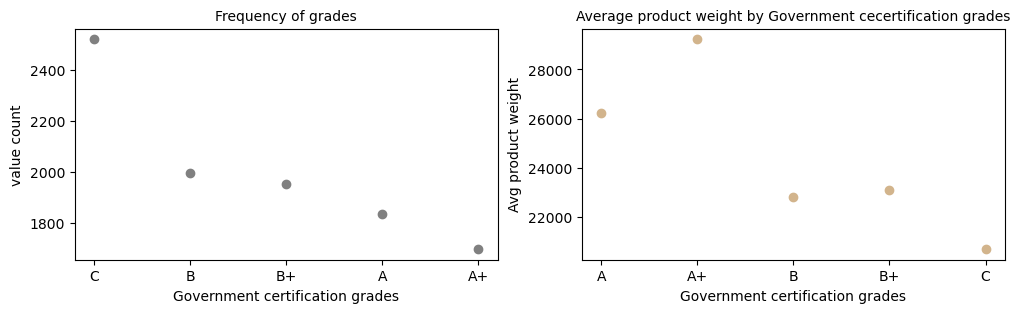 Frequency of grades
value count
2400
2200
2000
1800
C B B+ A A+
Government certification grades
Average product weight by Government cecertification grades
Avg product weight
28000
26000
24000
22000
A A+ B B+ C
Government certification grades